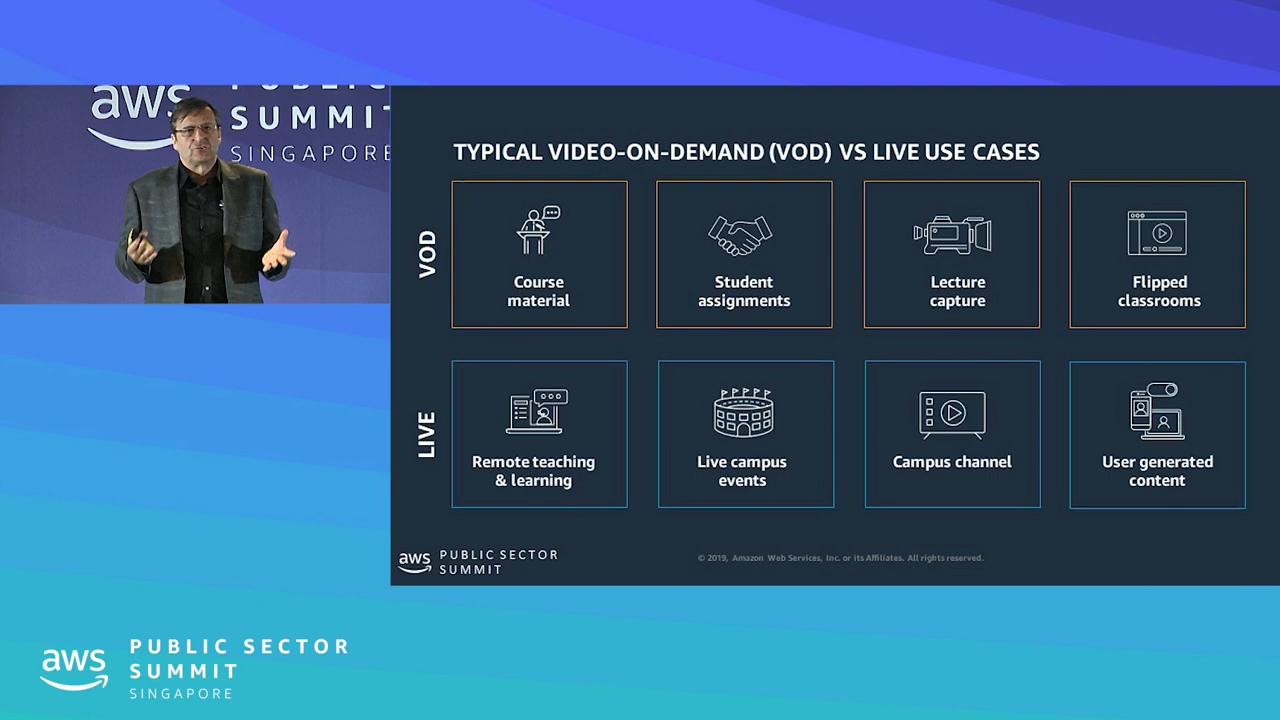 aws
PUBLIC
SUMMIT
SINGAPORE
TYPICAL VIDEO-ON-DEMAND (VOD) VS LIVE USE CASES
VOD
Course
material
Student
assignments
Lecture
capture
Flipped
classrooms
LIVE
Remote teaching
& learning
Live campus
events
Campus channel
User generated
content
aws
PUBLIC SECTOR
SUMMIT
© 2019, Amazon Web Services, Inc. or its Affiliates. All rights reserved.
aws
PUBLIC SECTOR
SUMMIT
SINGAPORE